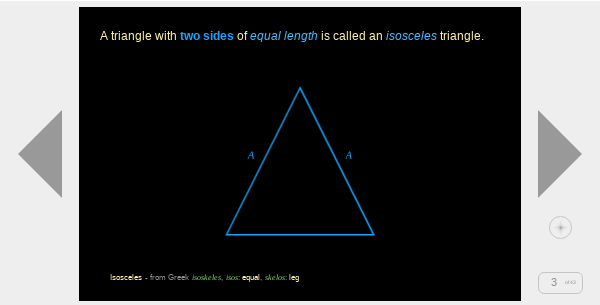 A triangle with two sides of equal length is called an isosceles triangle.
A A
Isosceles - from Greek isoskeles, isos: equal, skelos: leg
3